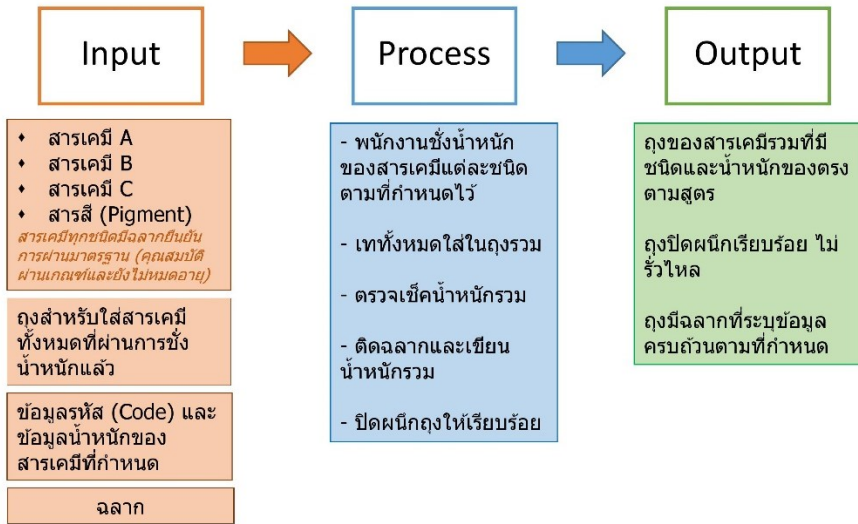 Input
Process
Output
◆ สารเคมี A
◆ สารเคมี B
◆ สารเคมี C
◆ สารสี (Pigment)
สารเคมีทุกชนิดมีฉลากยืนยัน
การผ่านมาตรฐาน (คุณสมบัติ
ผ่านเกณฑ์และยังไม่หมดอายุ)
ถุงสำหรับใส่สารเคมี
ทั้งหมดที่ผ่านการชั่ง
น้ำหนักแล้ว
ข้อมูลรหัส (Code) และ
ข้อมูลน้ำหนักของ
สารเคมีที่กำหนด
ฉลาก
- พนักงานชั่งน้ำหนัก
ของสารเคมีแต่ละชนิด
ตามที่กำหนดไว้
- เททั้งหมดใส่ในถุงรวม
- ตรวจเช็คน้ำหนักรวม
- ติดฉลากและเขียน
น้ำหนักรวม
- ปิดผนึกถุงให้เรียบร้อย
ถุงของสารเคมีรวมที่มี
ชนิดและน้ำหนักของตรง
ตามสูตร
ถุงปิดผนึกเรียบร้อย ไม่
รั่วไหล
ถุงมีฉลากที่ระบุข้อมูล
ครบถ้วนตามที่กำหนด